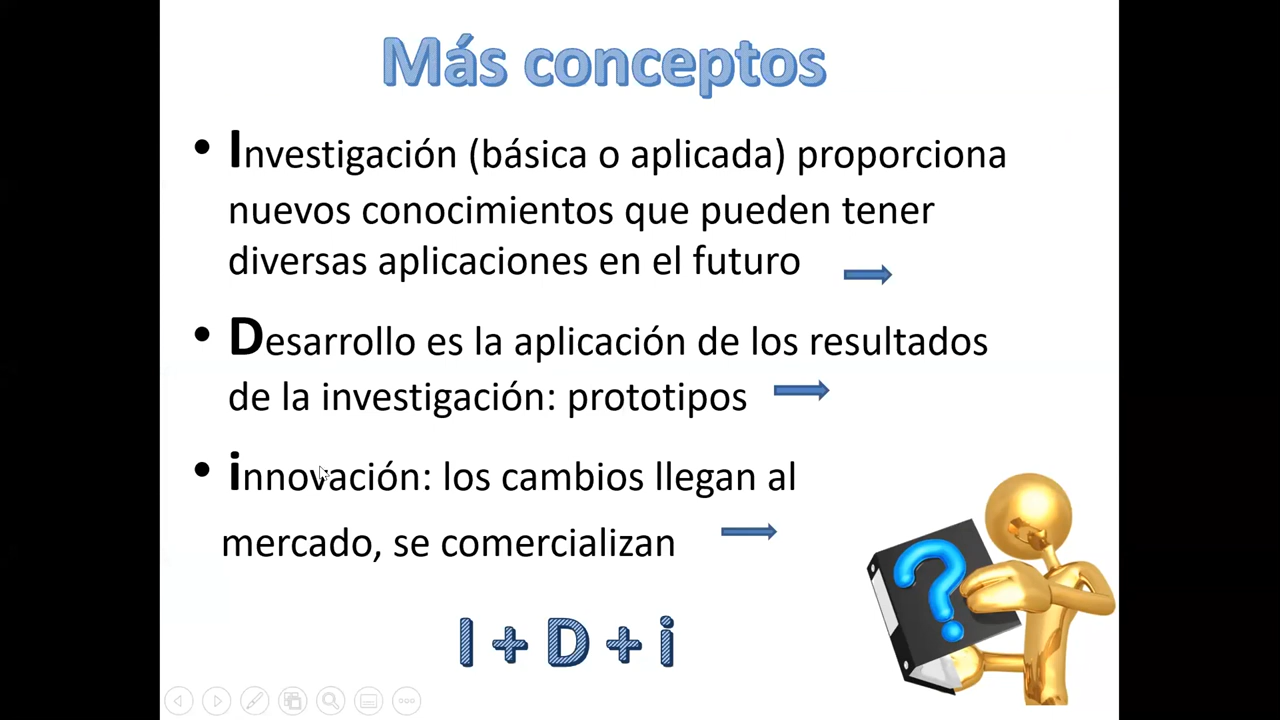 Más conceptos
• Investigación (básica o aplicada) proporciona
nuevos conocimientos que pueden tener
diversas aplicaciones en el futuro
• Desarrollo es la aplicación de los resultados
de la investigación: prototipos
• innovación: los cambios llegan al
mercado, se comercializan
?
I + D + i